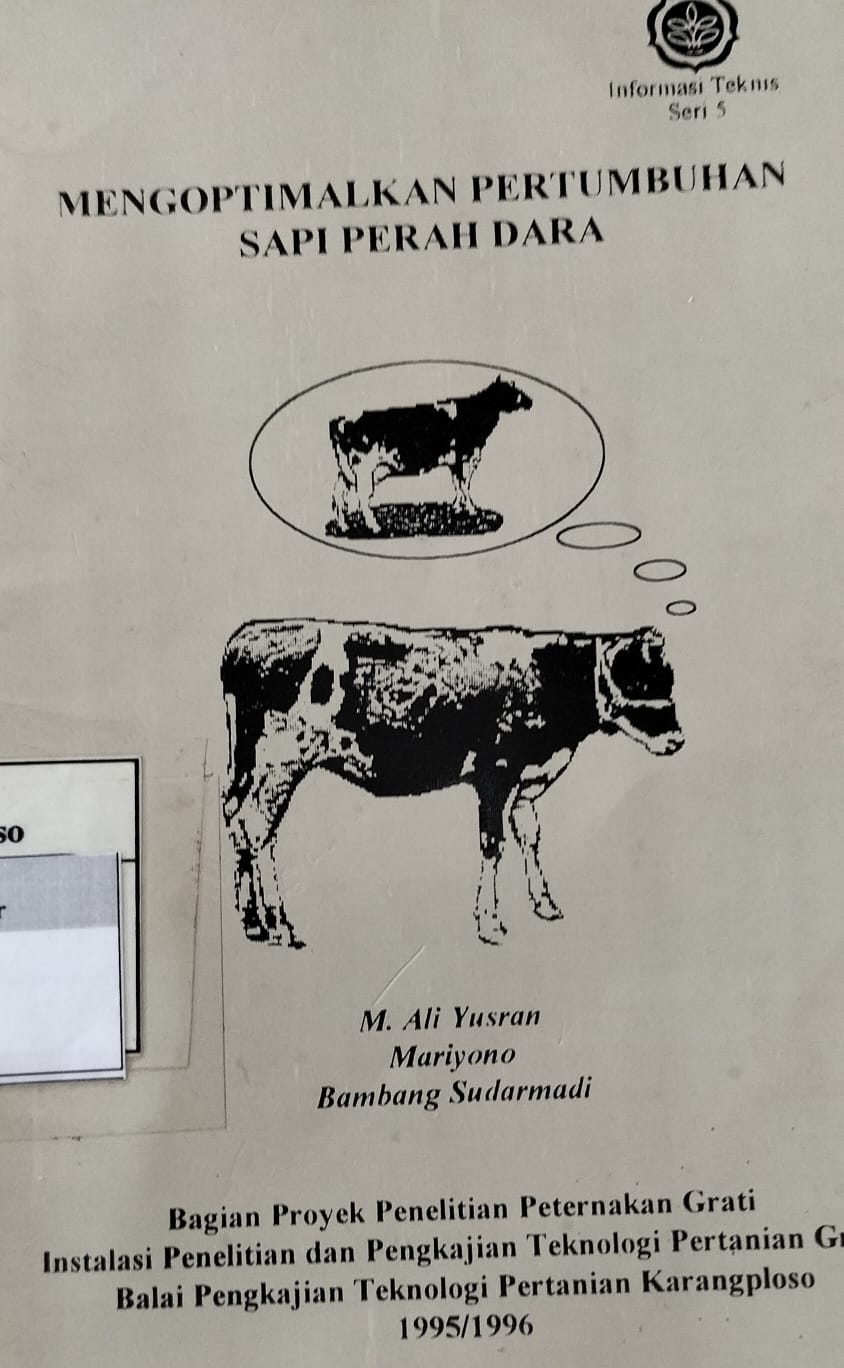 Informasi Teknis
Seri 5
MENGOPTIMALKAN PERTUMBUHAN
SAPI PERAH DARA
so
r
M. Ali Yusran
Mariyono
Bambang Sudarmadi
Bagian Proyek Penelitian Peternakan Grati
Instalasi Penelitian dan Pengkajian Teknologi Pertanian
Balai Pengkajian Teknologi Pertanian Karangploso
1995/1996